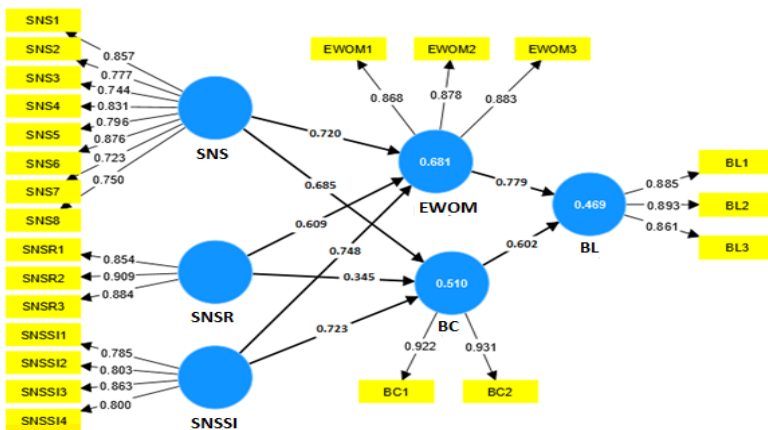 SNS1
SNS2
SNS3
SNS4
SNS5
SNS6
SNS7
SNS8
0.857
0.777
0.744
0.831
0.796
0.876
0.723
0.750
SNS
SNSR1
SNSR2
SNSR3
0.854
0.909
0.884
SNSR
SNSSI1
SNSSI2
SNSSI3
SNSSI4
0.785
0.803
0.863
0.800
SNSSI
0.720
0.685
0.609
0.748
0.345
0.723
EWOM1
EWOM2
EWOM3
0.868
0.878
0.883
0.681
EWOM
0.510
BC
0.922
0.931
BC1
BC2
0.779
0.602
0.469
BL
0.885
0.893
0.861
BL1
BL2
BL3